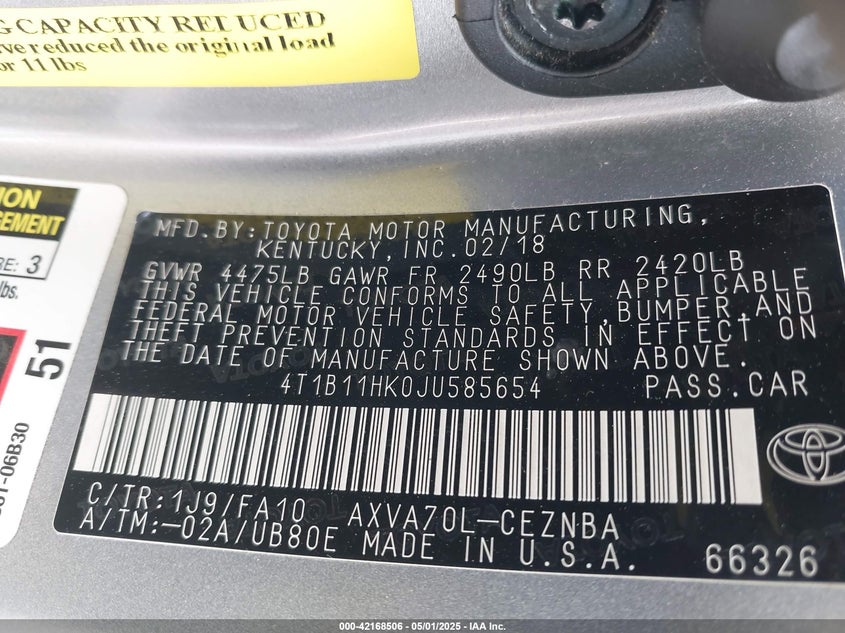 G CAPACITY REDUCED
rve reduced the original load
or 11 lbs
ION
GEMENT
RE: 3
lbs.
51
06B30
MFD.BY:TOYOTA MOTOR MANUFACTURING,
KENTUCKY,INC.02/18
GVWR 4475LB GAWR FR 2490LB RR 2420LB
THIS VEHICLE CONFORMS TO ALL APPLICABLE
FEDERAL MOTOR VEHICLE SAFETY,BUMPER,AND
THEFT PREVENTION STANDARDS IN EFFECT ON
THE DATE OF MANUFACTURE SHOWN ABOVE.
4T1B11HK0JU585654 PASS.CAR
C/TR:1J9/FA10 AXVA70L-CEZNBA
A/TM:-02A/UB80E MADE IN U.S.A.
66326
000-42168506 - 05/01/2025 - IAA Inc.